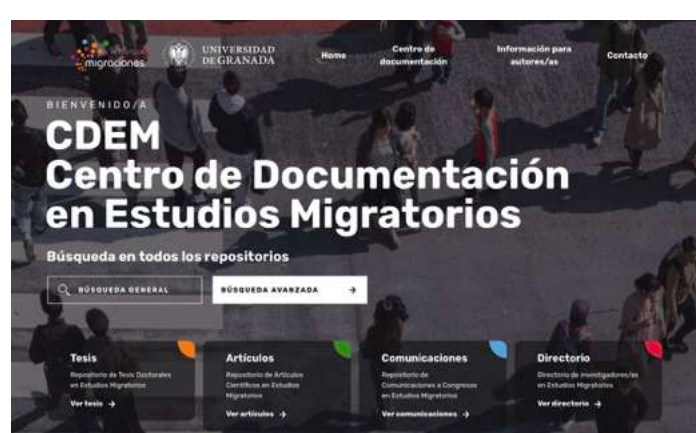 migraciones
UNIVERSIDAD
DE GRANADA
Home
Centro de
documentación
Información para
autores/as
Contacto
BIENVENIDO/A
CDEM
Centro de Documentación
en Estudios Migratorios
Búsqueda en todos los repositorios
BÚSQUEDA GENERAL
BÚSQUEDA AVANZADA →
Tesis
Repositorio de Tesis Doctorales
en Estudios Migratorios
Ver tesis →
Artículos
Repositorio de Artículos
Científicos en Estudios
Migratorios
Ver artículos →
Comunicaciones
Repositorio de
Comunicaciones a Congresos
en Estudios Migratorios
Ver comunicaciones →
Directorio
Directorio de investigadores/as
en Estudios Migratorios
Ver directorio →